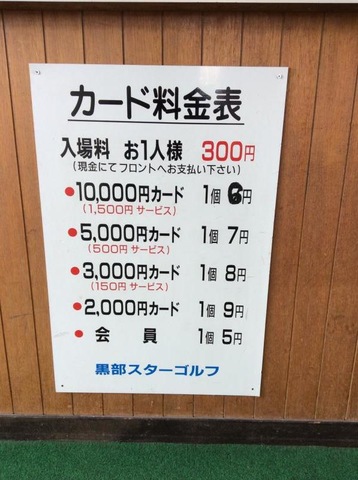 カード料金表
入場料 お1人様 300円
(現金にてフロントへお支払い下さい)
●10,000円カード 1個 6円
(1,500円サービス)
●5,000円カード 1個 7円
(500円サービス)
●3,000円カード 1個 8円
(150円サービス)
●2,000円カード 1個 9円
● 会員 1個 5円
黒部スターゴルフ